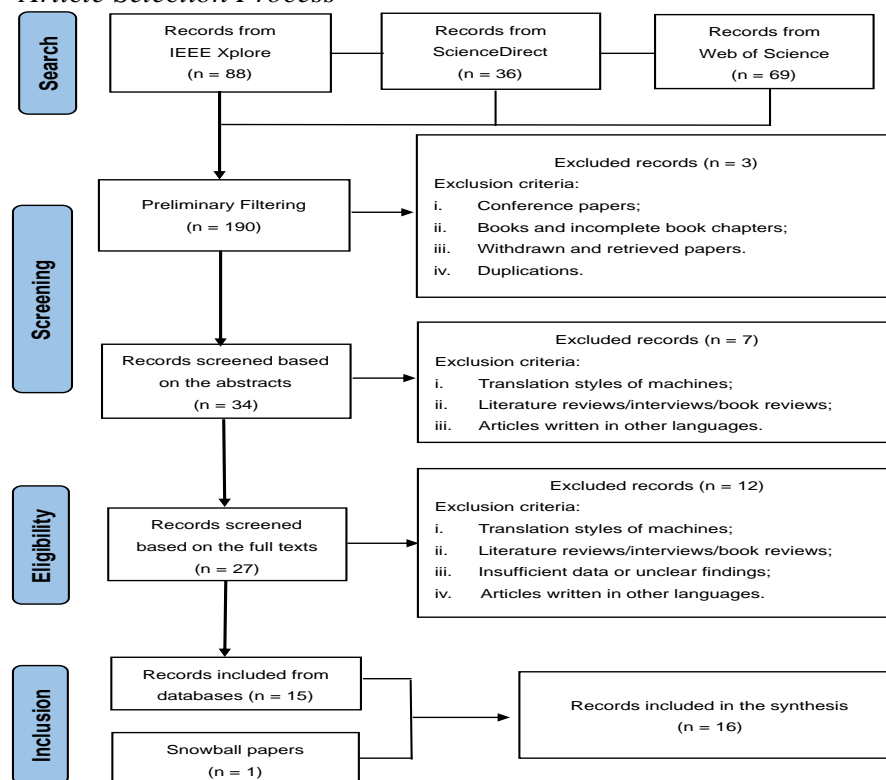 Article Selection Process
Search
Records from
IEEE Xplore
(n = 88)
Records from
ScienceDirect
(n = 36)
Records from
Web of Science
(n = 69)
Screening
Preliminary Filtering
(n = 190)
Excluded records (n = 3)
Exclusion criteria:
i. Conference papers;
ii. Books and incomplete book chapters;
iii. Withdrawn and retrieved papers.
iv. Duplications.
Records screened based
on the abstracts
(n = 34)
Excluded records (n = 7)
Exclusion criteria:
i. Translation styles of machines;
ii. Literature reviews/interviews/book reviews;
iii. Articles written in other languages.
Eligibility
Records screened
based on the full texts
(n = 27)
Excluded records (n = 12)
Exclusion criteria:
i. Translation styles of machines;
ii. Literature reviews/interviews/book reviews;
iii. Insufficient data or unclear findings;
iv. Articles written in other languages.
Inclusion
Records included from
databases (n = 15)
Snowball papers
(n = 1)
Records included in the synthesis
(n = 16)